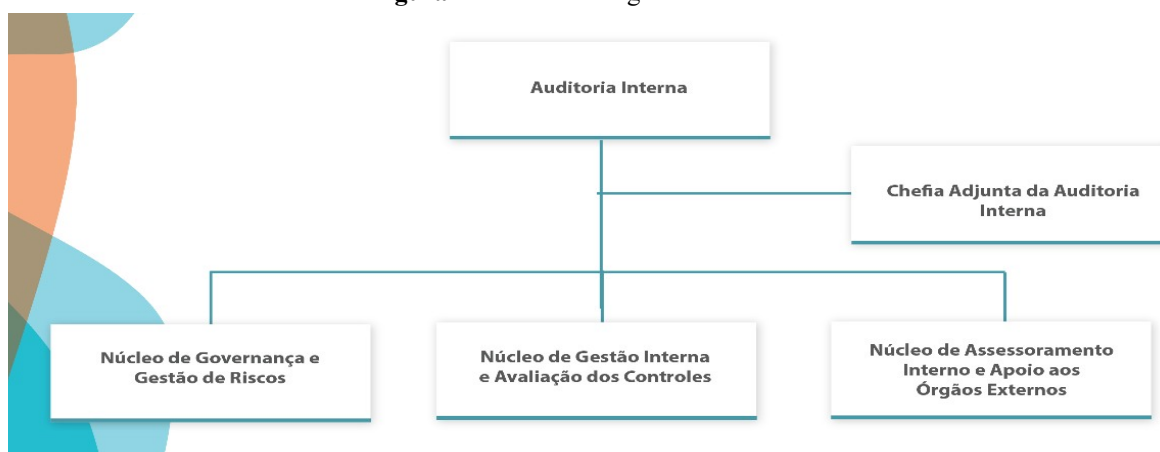 Auditoria Interna
Chefia Adjunta da Auditoria
Interna
Núcleo de Governança e
Gestão de Riscos
Núcleo de Gestão Interna
e Avaliação dos Controles
Núcleo de Assessoramento
Interno e Apoio aos
Órgãos Externos